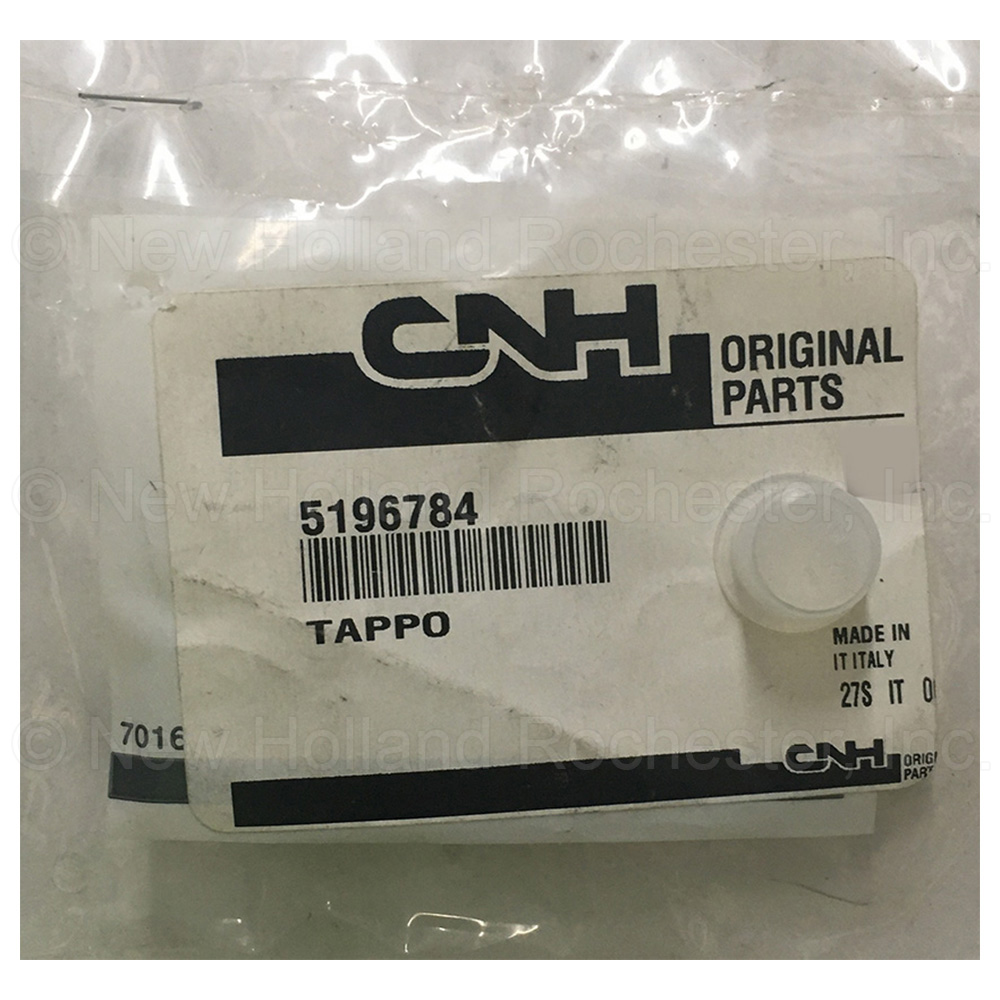 © New Holland Rochester, Inc.
CNH
ORIGINAL
PARTS
5196784
© New Holland Rochester, Inc.
TAPPO
MADE IN
IT ITALY
27S IT
7016
© New Holland Rochester, Inc.
CNH